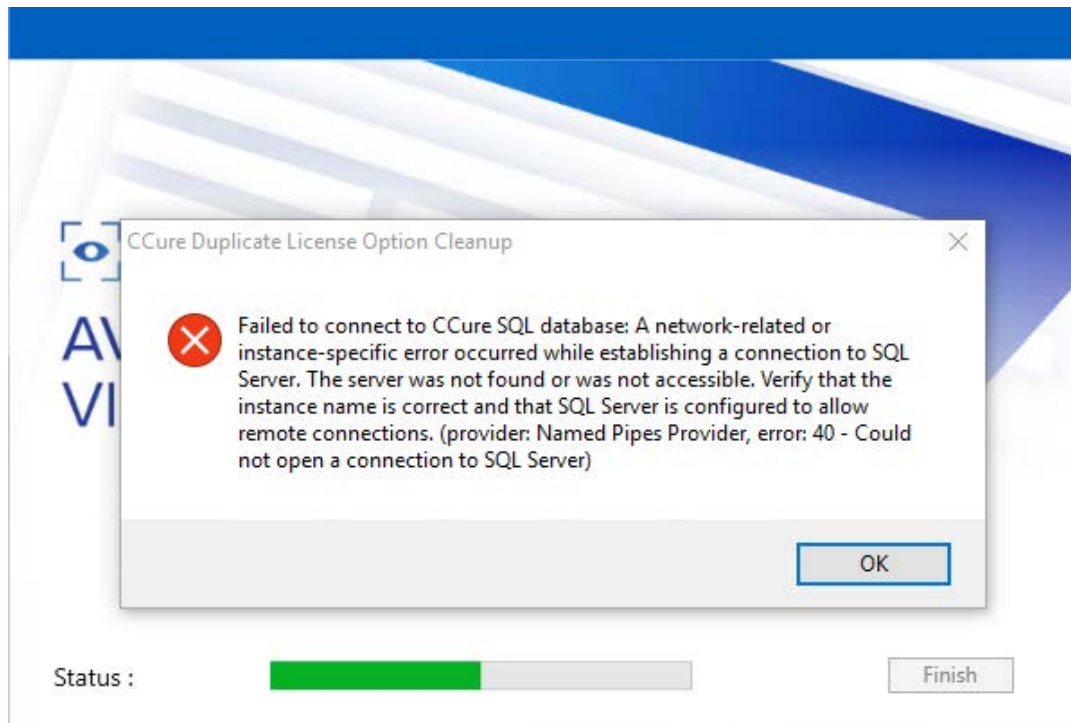 CCure Duplicate License Option Cleanup
Failed to connect to CCure SQL database: A network-related or
instance-specific error occurred while establishing a connection to SQL
Server. The server was not found or was not accessible. Verify that the
instance name is correct and that SQL Server is configured to allow
remote connections. (provider: Named Pipes Provider, error: 40 - Could
not open a connection to SQL Server)
AV
VI
OK
Status :
Finish